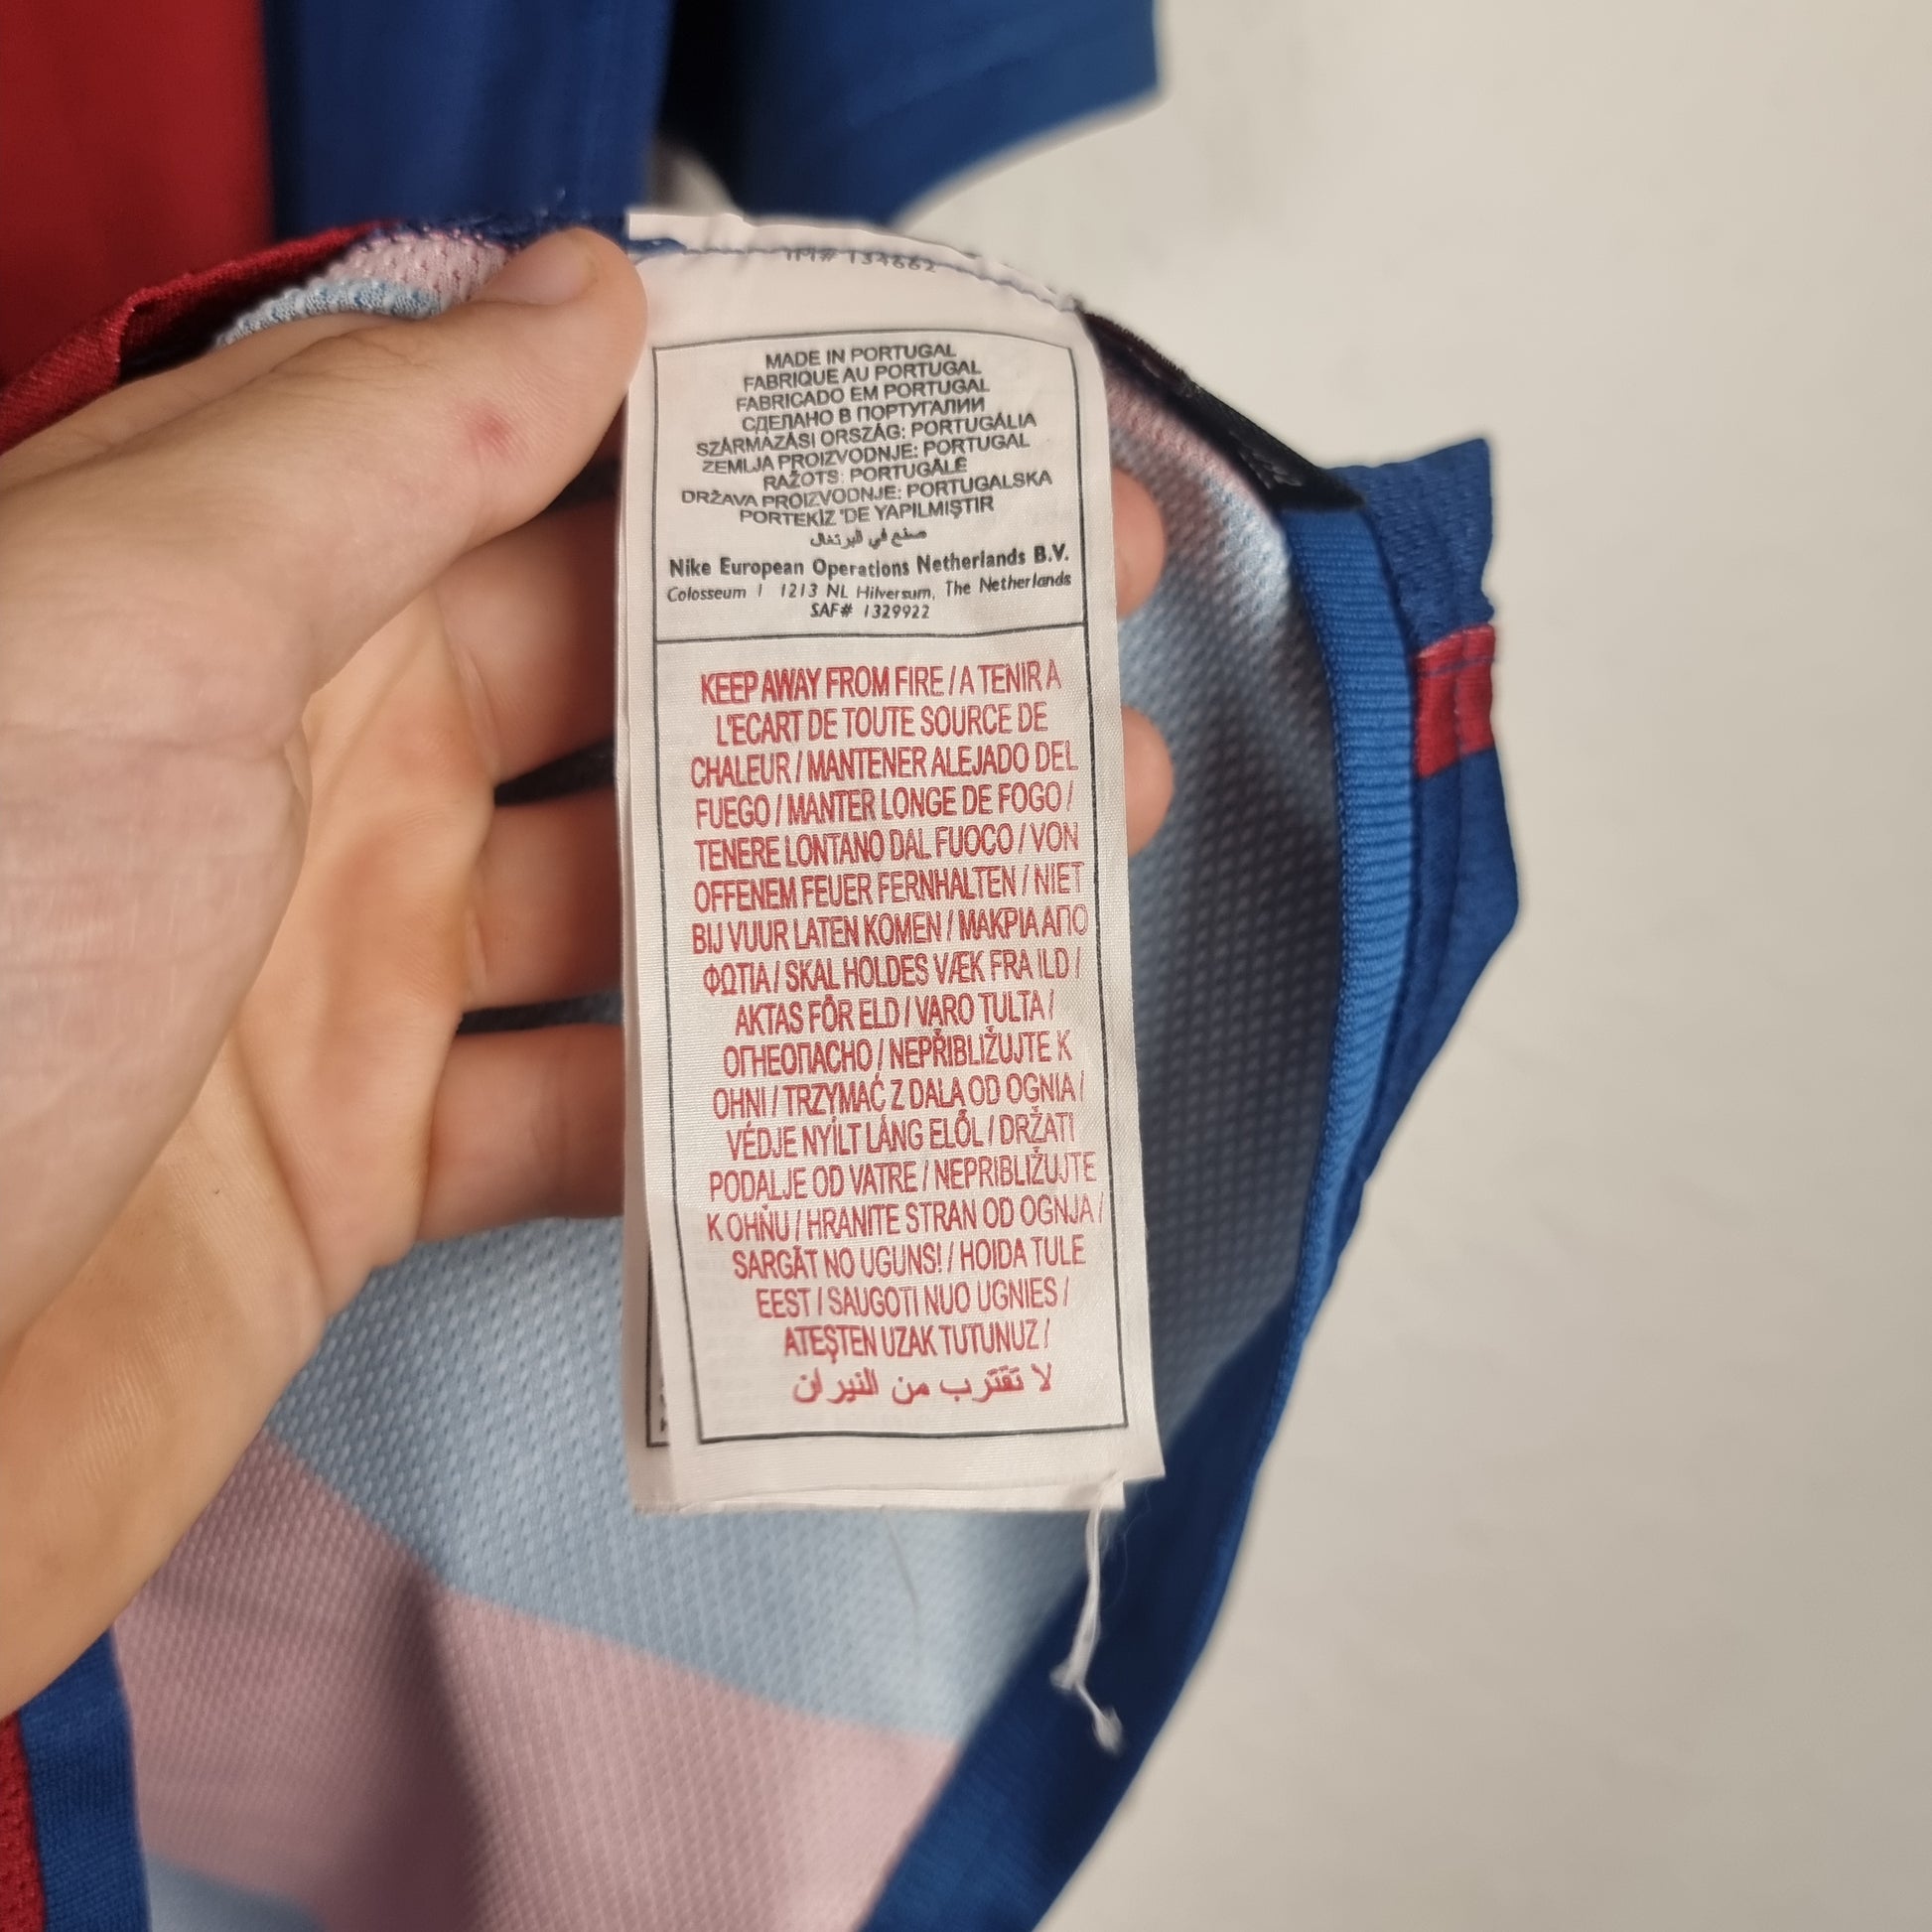 IM# 134662
MADE IN PORTUGAL
FABRIQUE AU PORTUGAL
FABRICADO EM PORTUGAL
СДЕЛАНО В ПОРТУГАЛИИ
SZÁRMAZÁSI ORSZÁG: PORTUGÁLIA
ZEMLJA PROIZVODNJE: PORTUGAL
RAŽOTS: PORTUGĀLĒ
DRŽAVA PROIZVODNJE: PORTUGALSKA
PORTEKİZ 'DE YAPILMIŞTIR
صنع في البرتغال
Nike European Operations Netherlands B.V.
Colosseum 1 1213 NL Hilversum, The Netherlands
SAF# 1329922
KEEP AWAY FROM FIRE / A TENIR A
L'ECART DE TOUTE SOURCE DE
CHALEUR / MANTENER ALEJADO DEL
FUEGO / MANTER LONGE DE FOGO /
TENERE LONTANO DAL FUOCO / VON
OFFENEM FEUER FERNHALTEN / NIET
BIJ VUUR LATEN KOMEN / ΜΑΚΡΙΑ ΑΠΟ
ΦΩΤΙΑ / SKAL HOLDES VÆK FRA ILD /
AKTAS FÖR ELD / VARO TULTA /
ОГНЕОПАСНО / NEPŘIBLIŽUJTE K
OHNI / TRZYMAĆ Z DALA OD OGNIA /
VÉDJE NYÍLT LÁNG ELŐL / DRŽATI
PODALJE OD VATRE / NEPRIBLIŽUJTE
K OHŇU / HRANITE STRAN OD OGNJA /
SARGĀT NO UGUNS! / HOIDA TULE
EEST / SAUGOTI NUO UGNIES /
ATEŞTEN UZAK TUTUNUZ /
لا تقترب من النيران